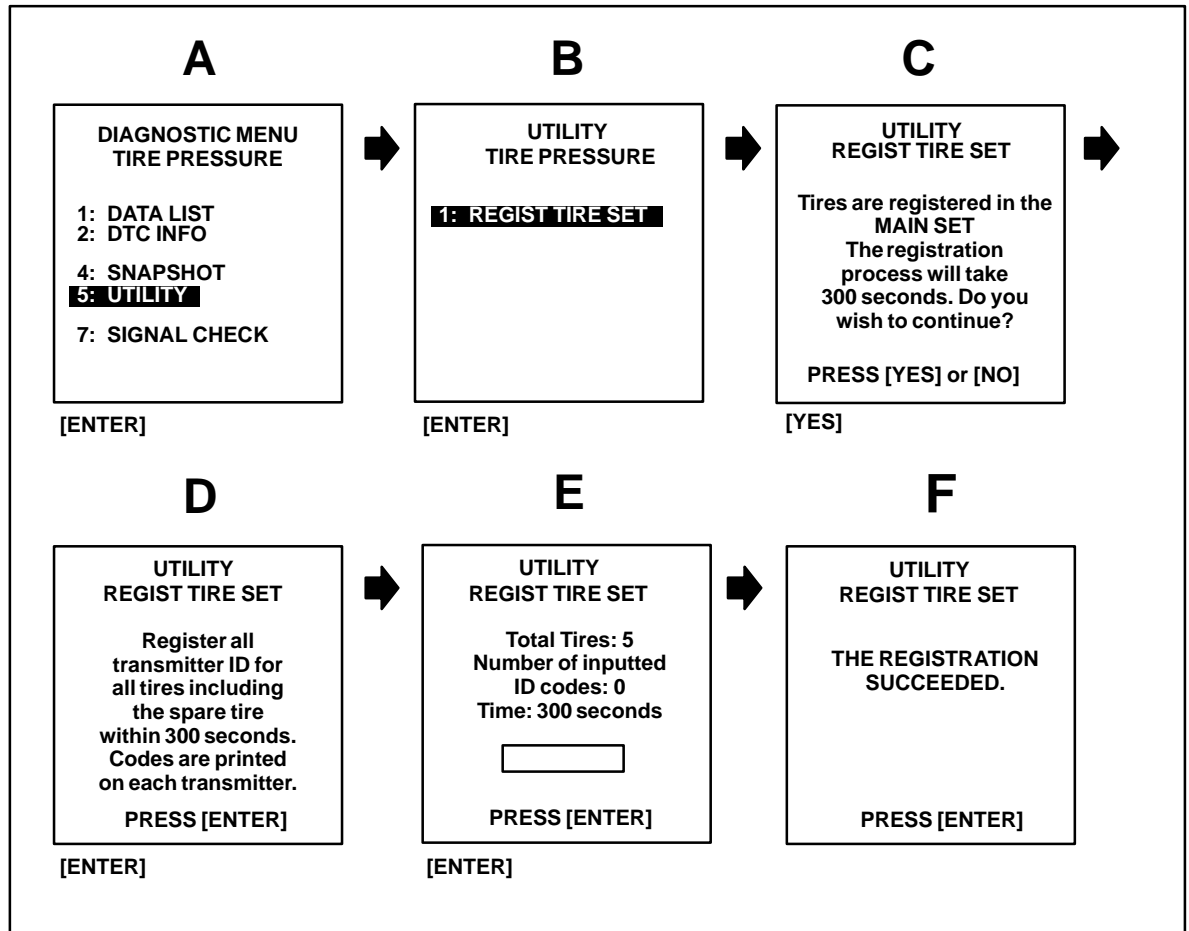 A
DIAGNOSTIC MENU
TIRE PRESSURE
1: DATA LIST
2: DTC INFO
4: SNAPSHOT
5: UTILITY
7: SIGNAL CHECK
[ENTER]
B
UTILITY
TIRE PRESSURE
1: REGIST TIRE SET
[ENTER]
C
UTILITY
REGIST TIRE SET
Tires are registered in the
MAIN SET
The registration
process will take
300 seconds. Do you
wish to continue?
PRESS [YES] or [NO]
[YES]
D
UTILITY
REGIST TIRE SET
Register all
transmitter ID for
all tires including
the spare tire
within 300 seconds.
Codes are printed
on each transmitter.
PRESS [ENTER]
[ENTER]
E
UTILITY
REGIST TIRE SET
Total Tires: 5
Number of inputted
ID codes: 0
Time: 300 seconds
PRESS [ENTER]
[ENTER]
F
UTILITY
REGIST TIRE SET
THE REGISTRATION
SUCCEEDED.
PRESS [ENTER]